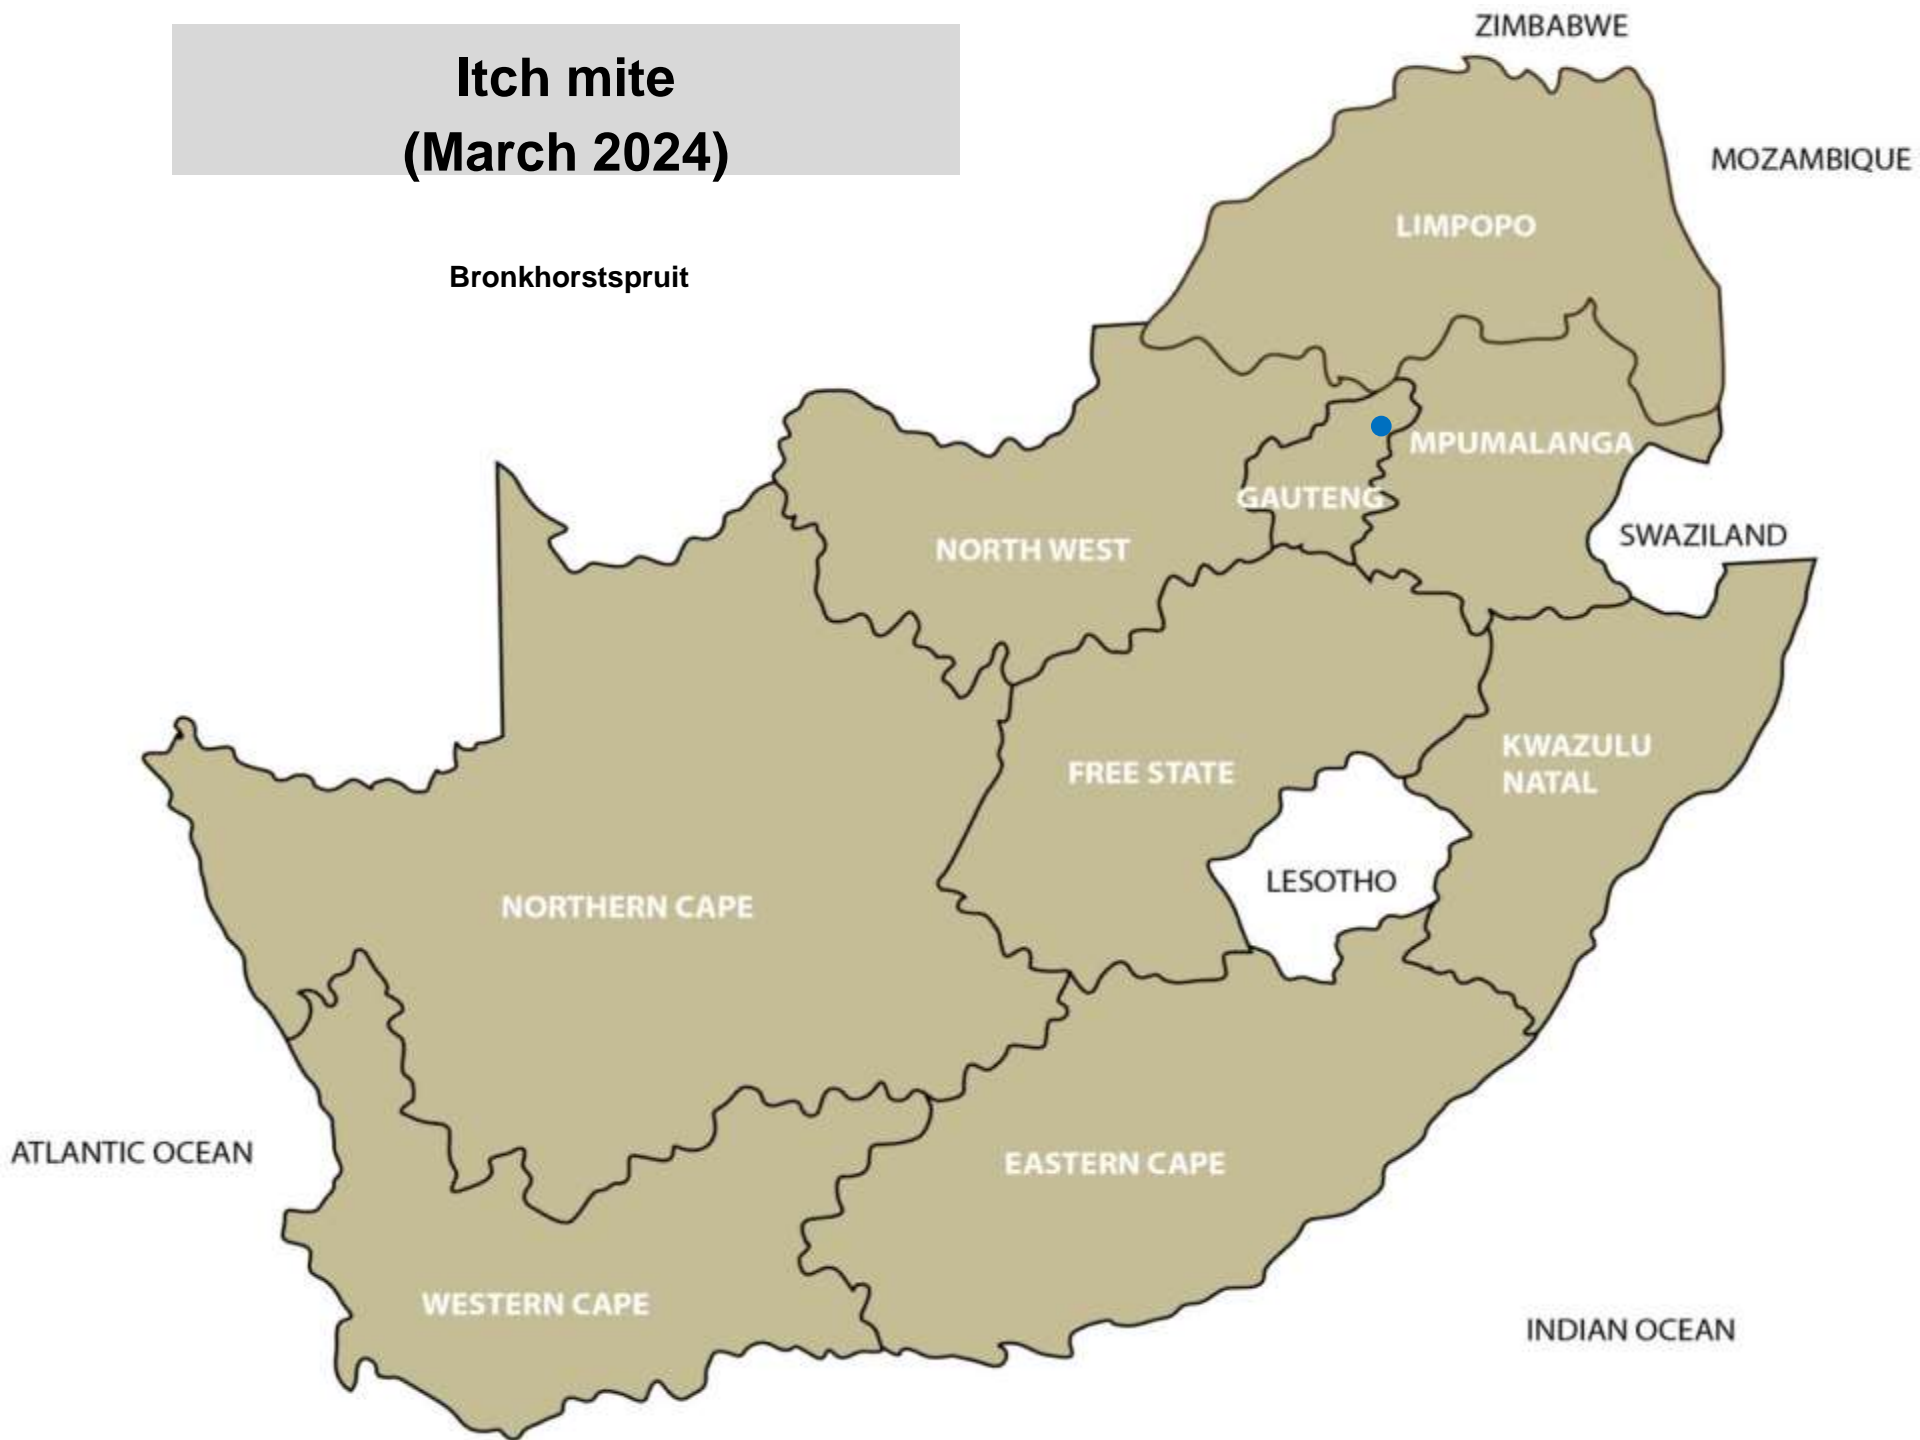 Itch mite
(March 2024)
Bronkhorstspruit
ZIMBABWE
MOZAMBIQUE
LIMPOPO
MPUMALANGA
GAUTENG
SWAZILAND
NORTH WEST
KWAZULU
NATAL
FREE STATE
LESOTHO
NORTHERN CAPE
ATLANTIC OCEAN
EASTERN CAPE
WESTERN CAPE
INDIAN OCEAN